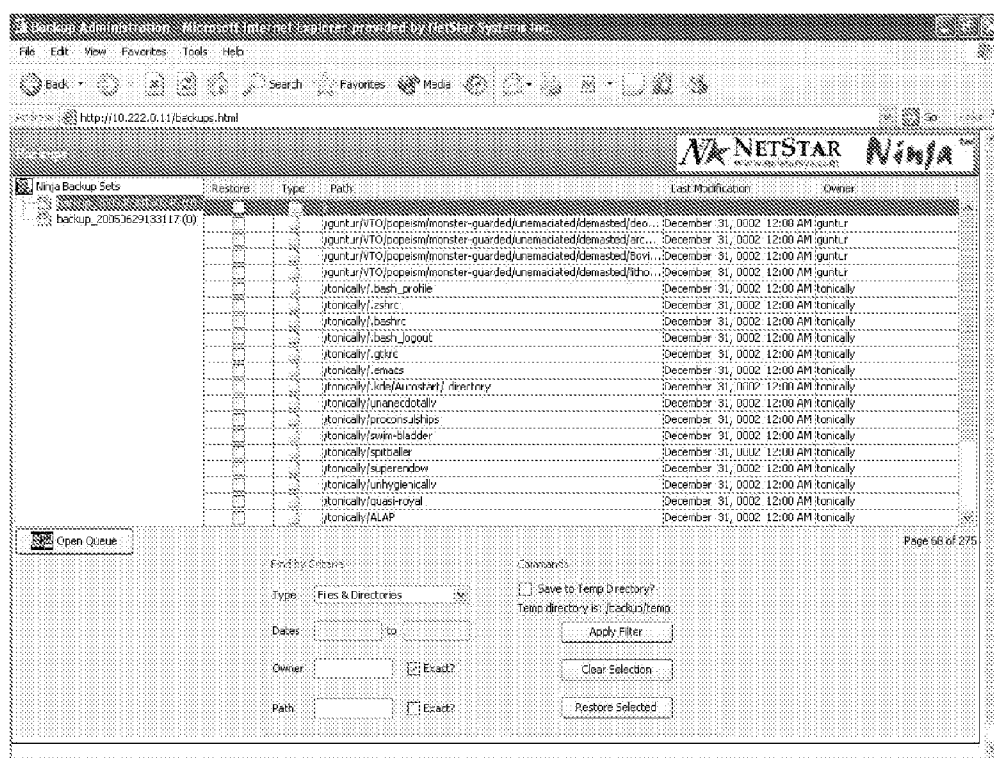 Backup Administration - Microsoft Internet Explorer provided by NetStar Systems Inc.
File Edit View Favorites Tools Help
Back Search Favorites Media
http://10.222.0.11/backups.html Go
NETSTAR Ninja
Ninja Backup Sets Restore Type Path Last Modification Owner
backup_20050629133117 (0) /guntur/VTO/popeism/monster-guarded/unemaciated/demasted/deo... December 31, 0002 12:00 AM guntur
/guntur/VTO/popeism/monster-guarded/unemaciated/demasted/arc... December 31, 0002 12:00 AM guntur
/guntur/VTO/popeism/monster-guarded/unemaciated/demasted/Bovi... December 31, 0002 12:00 AM guntur
/guntur/VTO/popeism/monster-guarded/unemaciated/demasted/litho... December 31, 0002 12:00 AM guntur
/tonically/.bash_profile December 31, 0002 12:00 AM tonically
/tonically/.zshrc December 31, 0002 12:00 AM tonically
/tonically/.bashrc December 31, 0002 12:00 AM tonically
/tonically/.bash_logout December 31, 0002 12:00 AM tonically
/tonically/.gtkrc December 31, 0002 12:00 AM tonically
/tonically/.emacs December 31, 0002 12:00 AM tonically
/tonically/.kde/Autostart/.directory December 31, 0002 12:00 AM tonically
/tonically/unanecdotally December 31, 0002 12:00 AM tonically
/tonically/proconsulships December 31, 0002 12:00 AM tonically
/tonically/swim-bladder December 31, 0002 12:00 AM tonically
/tonically/spitballer December 31, 0002 12:00 AM tonically
/tonically/superendow December 31, 0002 12:00 AM tonically
/tonically/unhygienically December 31, 0002 12:00 AM tonically
/tonically/quasi-royal December 31, 0002 12:00 AM tonically
/tonically/ALAP December 31, 0002 12:00 AM tonically
Open Queue Page 68 of 275
Find by Criteria Commands
Type Files & Directories Save to Temp Directory?
Temp directory is: /backup/temp
Dates to Apply Filter
Owner Exact? Clear Selection
Path Exact? Restore Selected